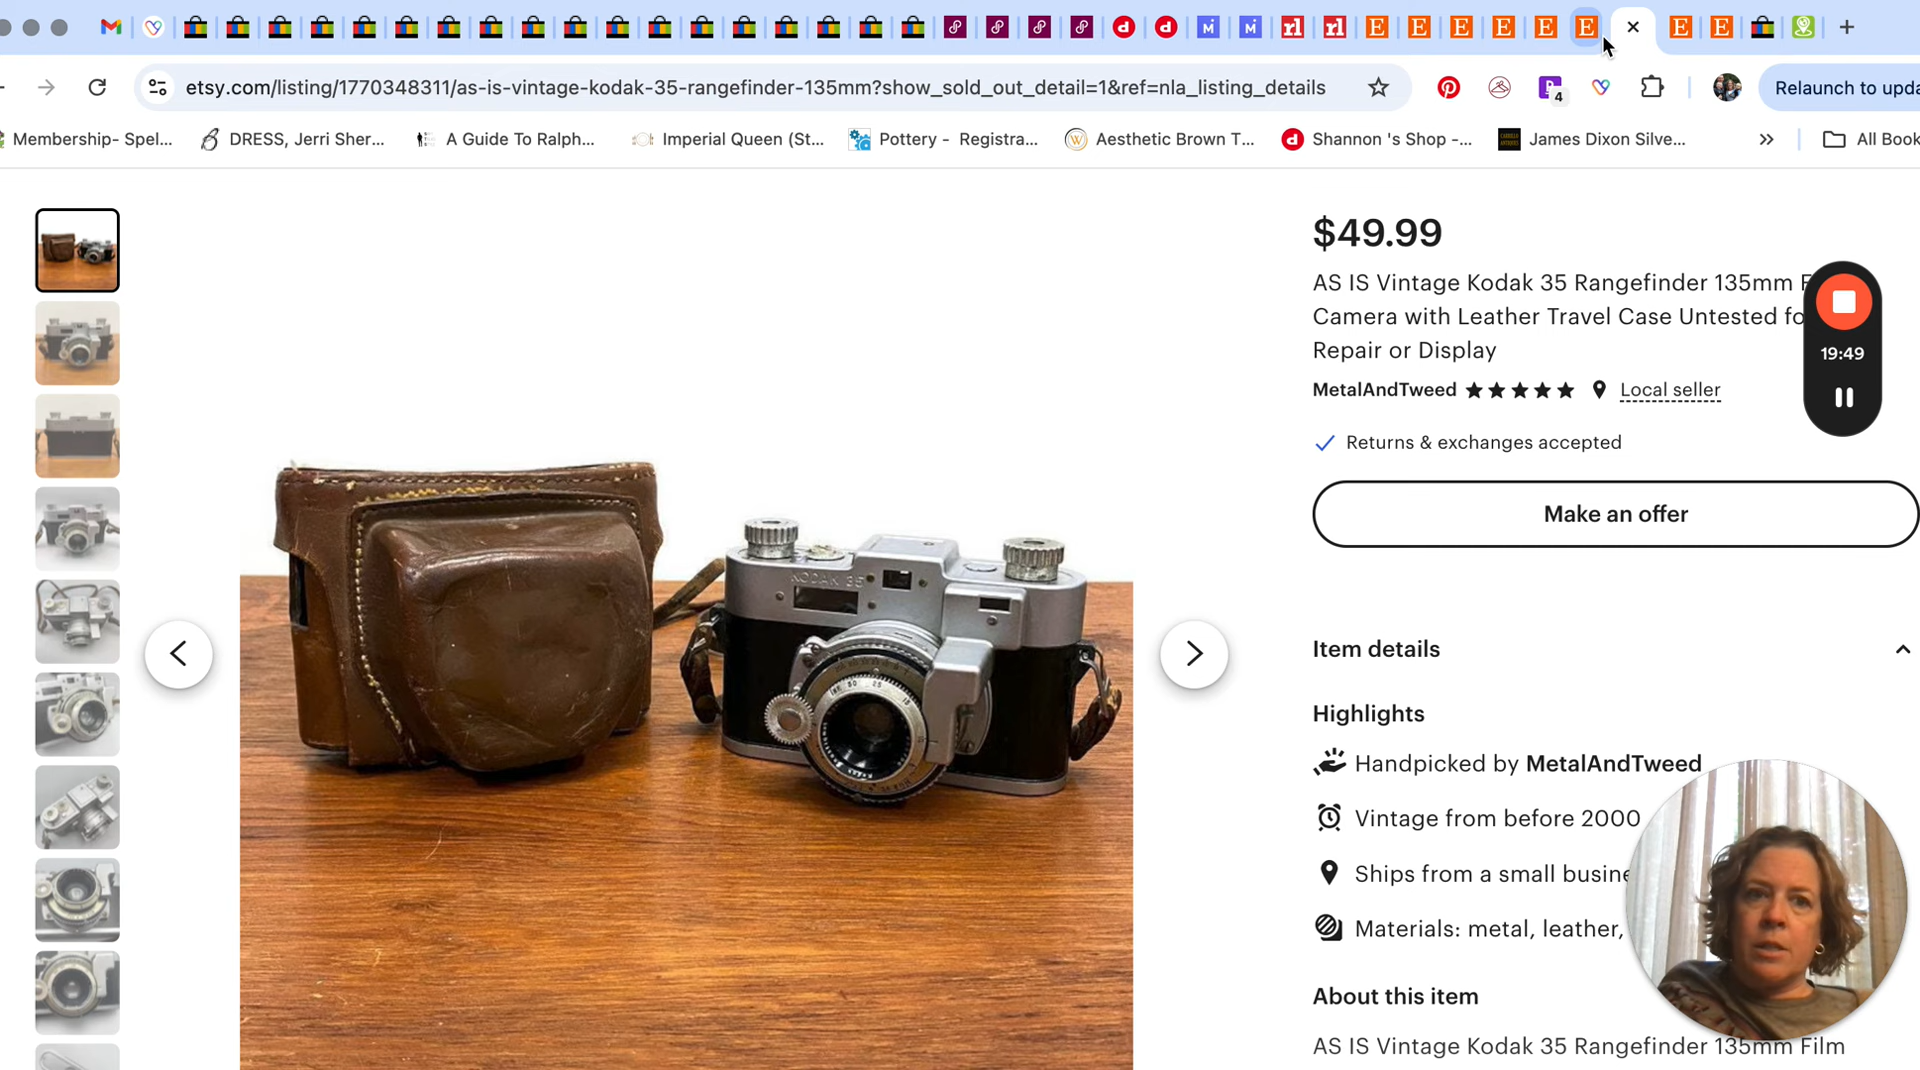 etsy.com/listing/1770348311/as-is-vintage-kodak-35-rangefinder-135mm?show_sold_out_detail=1&ref=nla_listing_details
4
Relaunch to upda
Membership- Spel...
DRESS, Jerri Sher...
A Guide To Ralph...
Imperial Queen (St...
Pottery - Registra...
Aesthetic Brown T...
Shannon 's Shop -...
James Dixon Silve...
All Book
$49.99
AS IS Vintage Kodak 35 Rangefinder 135mm F
Camera with Leather Travel Case Untested fo
Repair or Display
19:49
MetalAndTweed
Local seller
Returns & exchanges accepted
Make an offer
KODAK 35
Item details
Highlights
Handpicked by MetalAndTweed
Vintage from before 2000
Ships from a small busine
Materials: metal, leather,
About this item
AS IS Vintage Kodak 35 Rangefinder 135mm Film